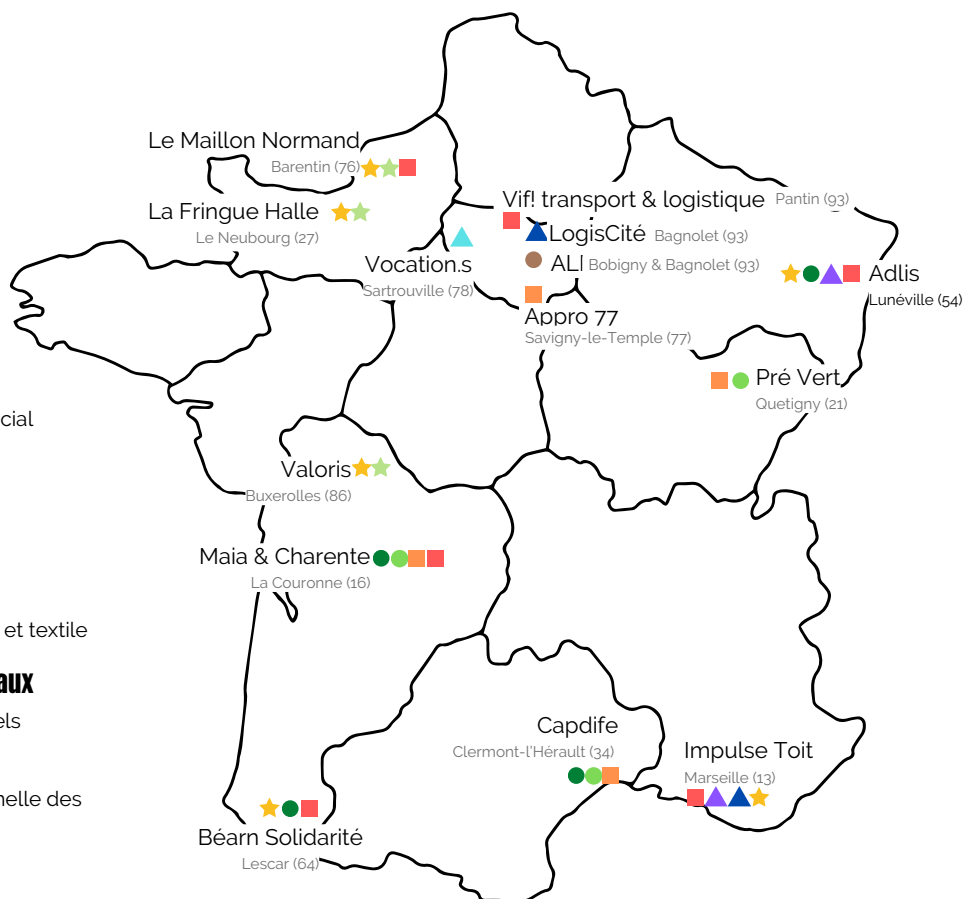 Le Maillon Normand
Barentin (76)
La Fringue Halle
Le Neubourg (27)
Vif! transport & logistique Pantin (93)
LogisCité Bagnolet (93)
Vocation.s
Sartrouville (78)
Bobigny & Bagnolet (93)
Adlis
Lunéville (54)
Appro 77
Savigny-le-Temple (77)
Pré Vert
Quetigny (21)
cial
Valoris
Buxerolles (86)
Maia & Charente
La Couronne (16)
et textile
aux
els
Capdife
Clermont-l'Hérault (34)
Impulse Toit
Marseille (13)
nelle des
Béarn Solidarité
Lescar (64)